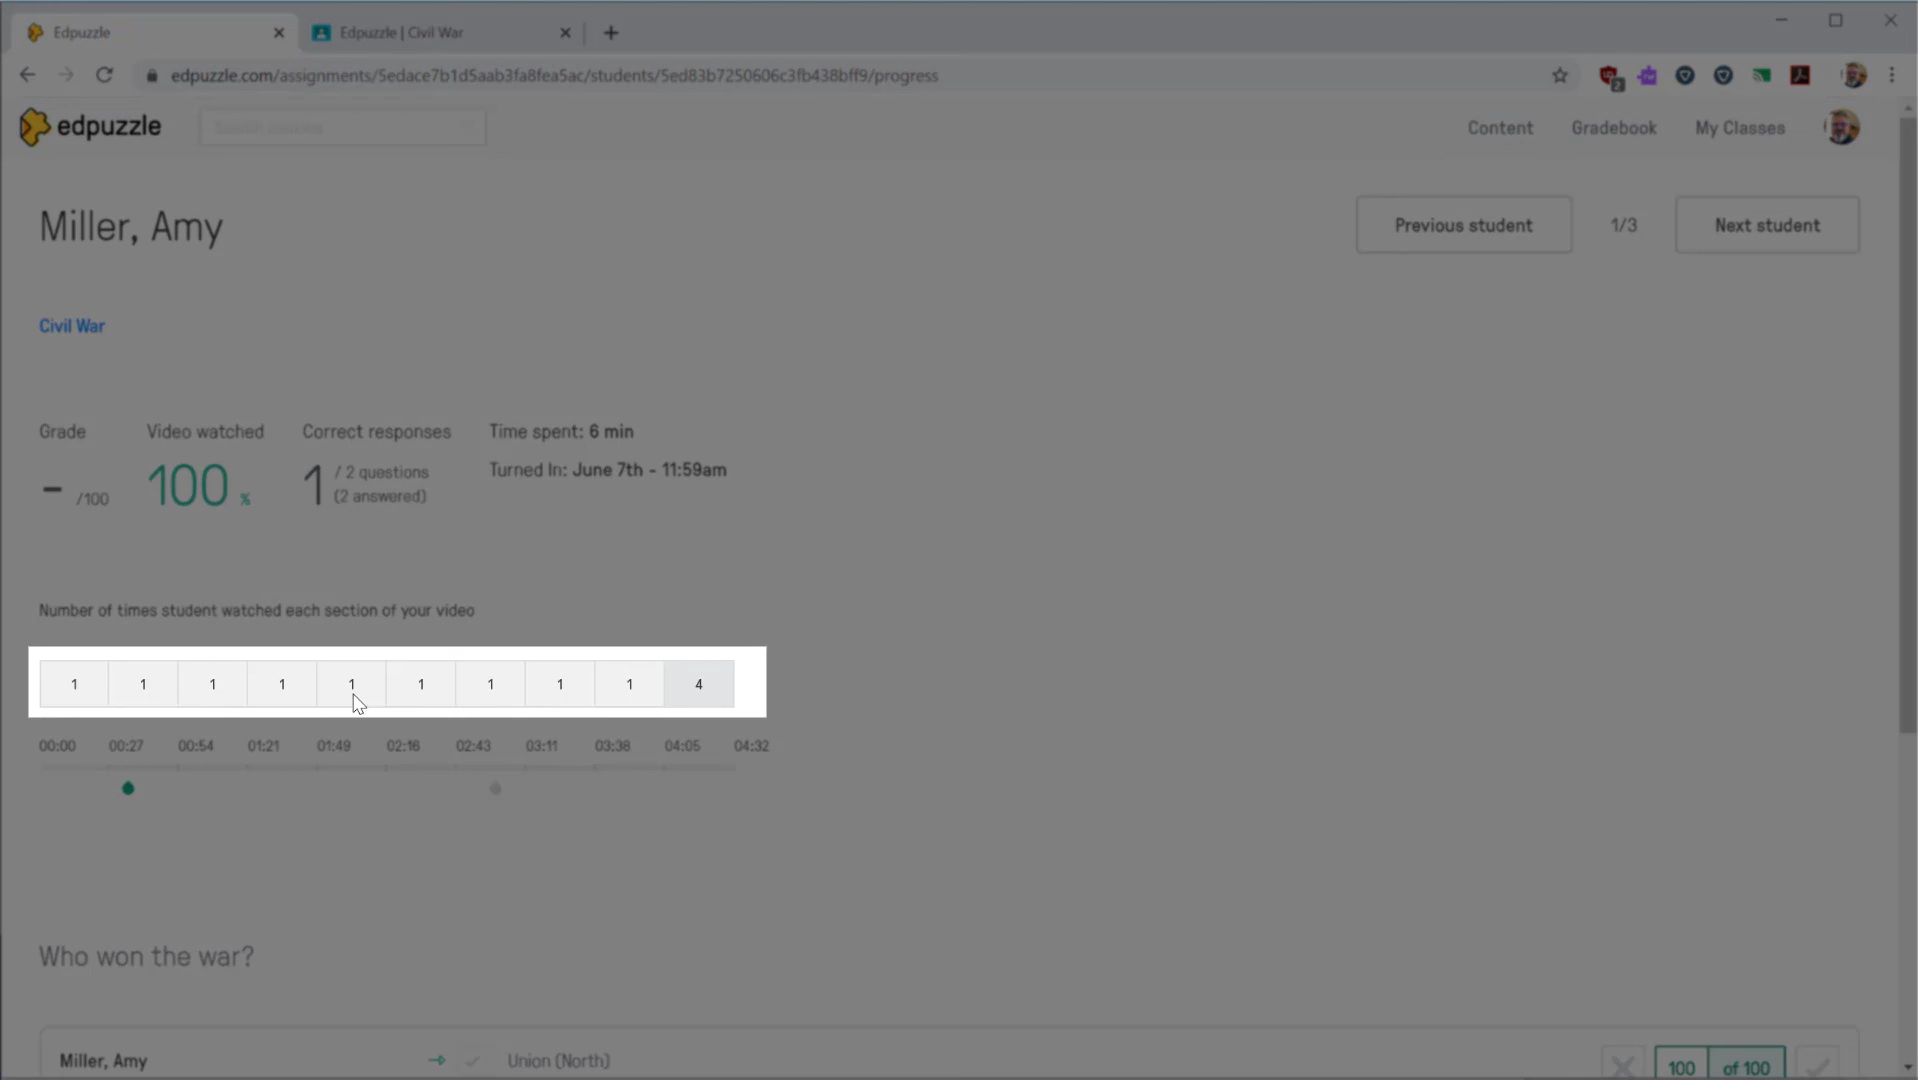 Edpuzzle
Edpuzzle | Civil War
edpuzzle.com/assignments/5edace7b1d5aab3fa8fea5ac/students/5ed83b7250606c3fb438bff9/progress
2
edpuzzle
Content Gradebook My Classes
Miller, Amy
Previous student 1/3 Next student
Civil War
Grade Video watched Correct responses Time spent: 6 min
- /100 100 % 1 / 2 questions (2 answered) Turned In: June 7th - 11:59am
Number of times student watched each section of your video
1 1 1 1 1 1 1 1 1 4
00:00 00:27 00:54 01:21 01:49 02:16 02:43 03:11 03:38 04:05 04:32
Who won the war?
Miller, Amy Union (North) 100 of 100